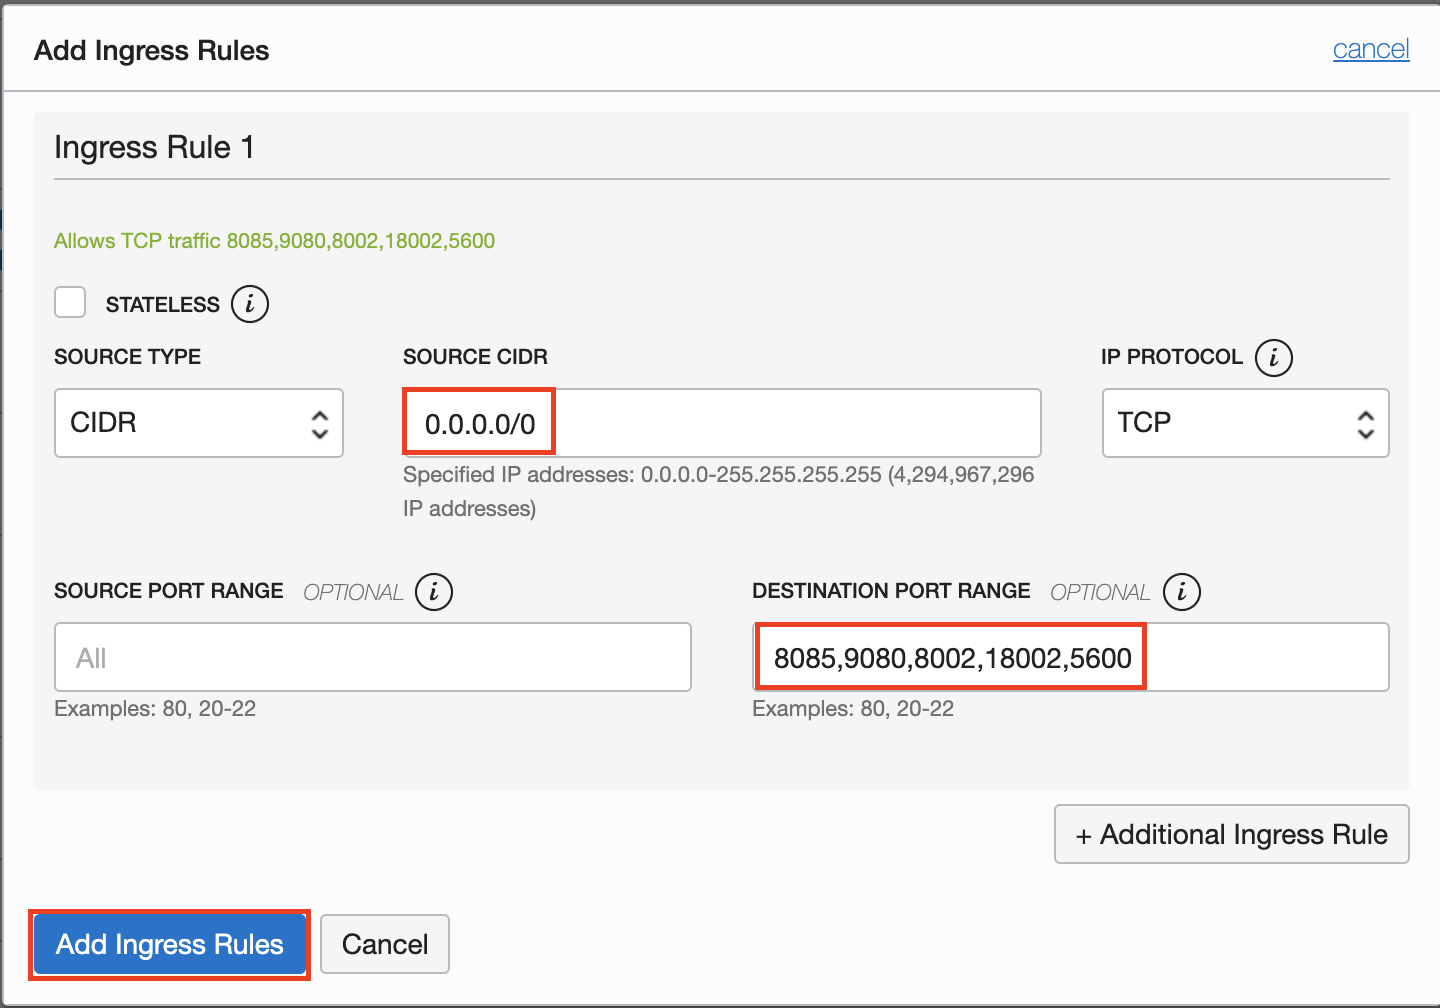 Add Ingress Rules
cancel
Ingress Rule 1
Allows TCP traffic 8085,9080,8002,18002,5600
STATELESS i
SOURCE TYPE
SOURCE CIDR
IP PROTOCOL i
CIDR
0.0.0.0/0
TCP
Specified IP addresses: 0.0.0.0-255.255.255.255 (4,294,967,296
IP addresses)
SOURCE PORT RANGE OPTIONAL i
DESTINATION PORT RANGE OPTIONAL i
All
8085,9080,8002,18002,5600
Examples: 80, 20-22
Examples: 80, 20-22
+ Additional Ingress Rule
Add Ingress Rules
Cancel